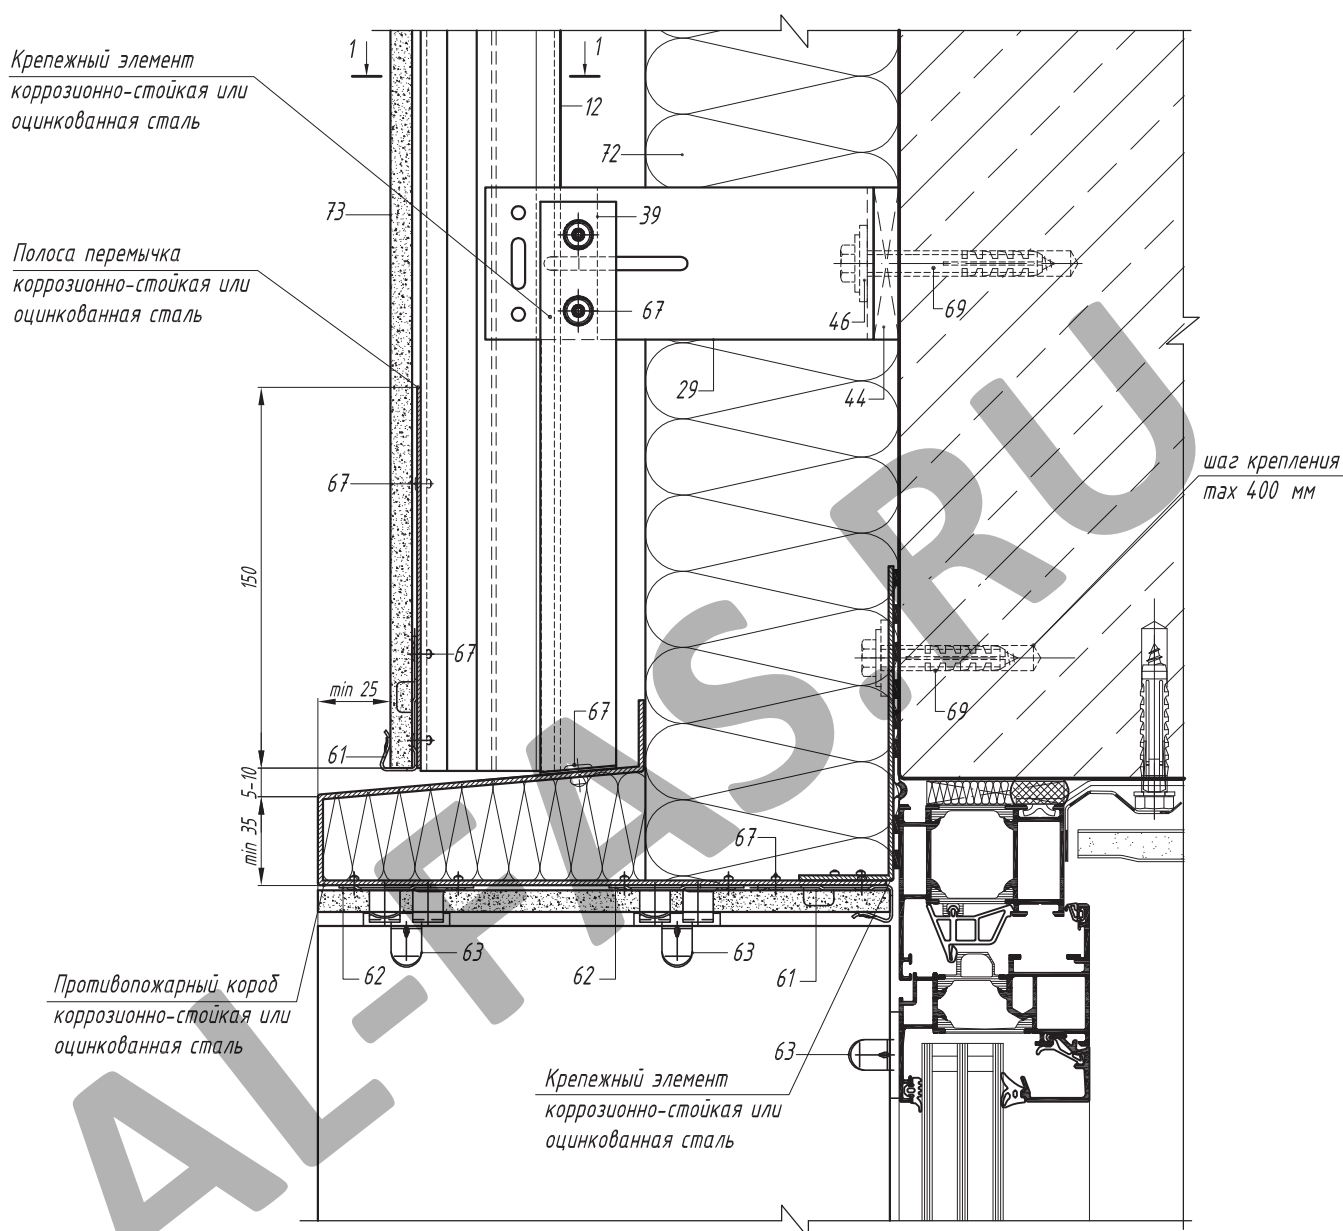 1
1
Крепежный элемент
коррозионно-стойкая или
оцинкованная сталь
12
72
73
39
Полоса перемычка
коррозионно-стойкая или
оцинкованная сталь
67
46
69
29
44
шаг крепления
max 400 мм
67
150
67
min 25
67
69
61
5-10
min 35
67
63
63
62
62
61
Противопожарный короб
коррозионно-стойкая или
оцинкованная сталь
63
Крепежный элемент
коррозионно-стойкая или
оцинкованная сталь
AL-FAS.RU